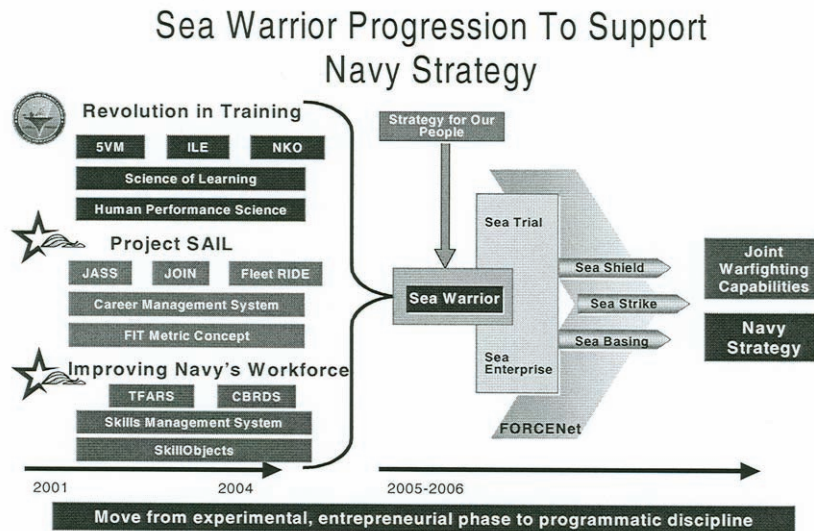 Sea Warrior Progression To Support
Navy Strategy
Revolution in Training
5VM
ILE
NKO
Science of Learning
Human Performance Science
Project SAIL
JASS
JOIN
Fleet RIDE
Career Management System
FIT Metric Concept
Improving Navy's Workforce
TFARS
CBRDS
Skills Management System
SkillObjects
2001
2004
Strategy for Our
People
Sea Warrior
Sea Trial
Sea
Enterprise
Sea Shield
Sea Strike
Sea Basing
FORCENet
Joint
Warfighting
Capabilities
Navy
Strategy
2005-2006
Move from experimental, entrepreneurial phase to programmatic discipline